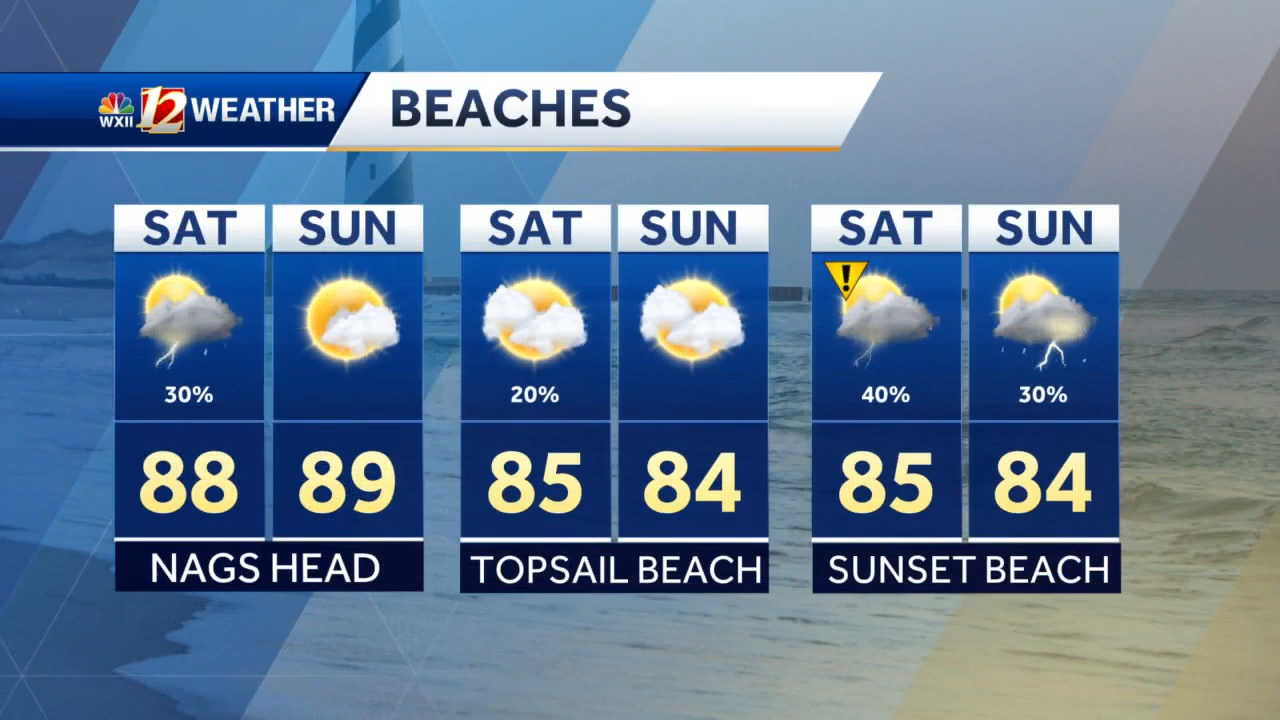 WXII 12 WEATHER
BEACHES
SAT SUN
30%
88 89
NAGS HEAD
SAT SUN
20%
85 84
TOPSAIL BEACH
SAT SUN
!
40% 30%
85 84
SUNSET BEACH